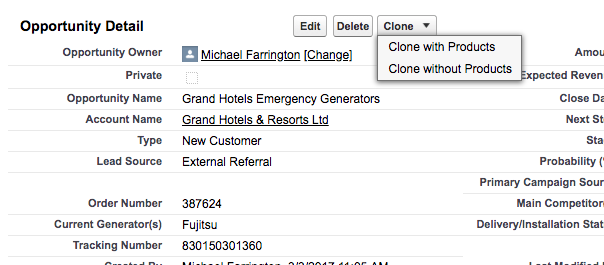 Opportunity Detail Edit Delete Clone
Clone with Products
Clone without Products
Opportunity Owner Michael Farrington [Change]
Private Expected Reven
Opportunity Name Grand Hotels Emergency Generators Close Da
Account Name Grand Hotels & Resorts Ltd Next St
Type New Customer Sta
Lead Source External Referral Probability (
Primary Campaign Sour
Order Number 387624 Main Competitor
Current Generator(s) Fujitsu Delivery/Installation Stat
Tracking Number 830150301360